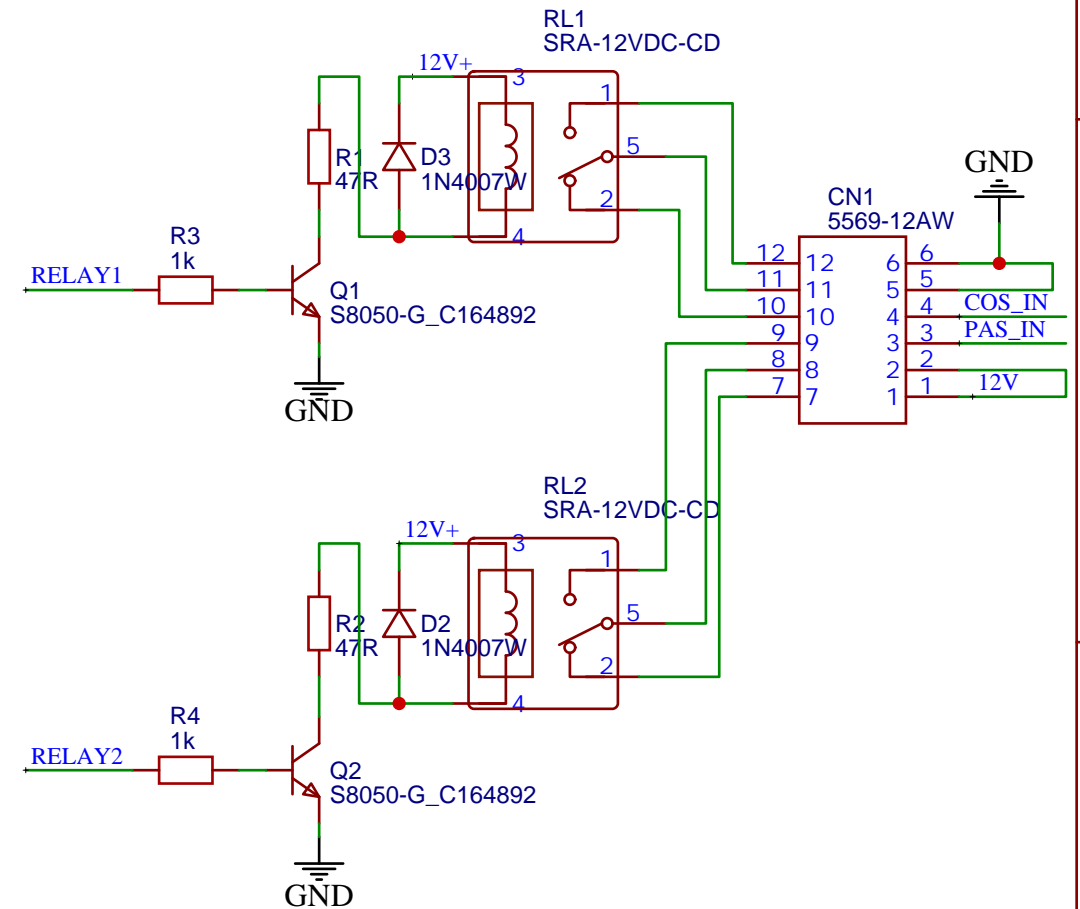 RL1
SRA-12VDC-CD
12V+
3
1
5
2
4
R1
47R
D3
1N4007W
R3
1k
RELAY1
Q1
S8050-G_C164892
GND
GND
CN1
5569-12AW
12 12
11 11
10 10
9 9
8 8
7 7
6 6
5 5
4 4 COS_IN
3 3 PAS_IN
2 2
1 1 12V
RL2
SRA-12VDC-CD
12V+
3
1
5
2
4
R2
47R
D2
1N4007W
R4
1k
RELAY2
Q2
S8050-G_C164892
GND